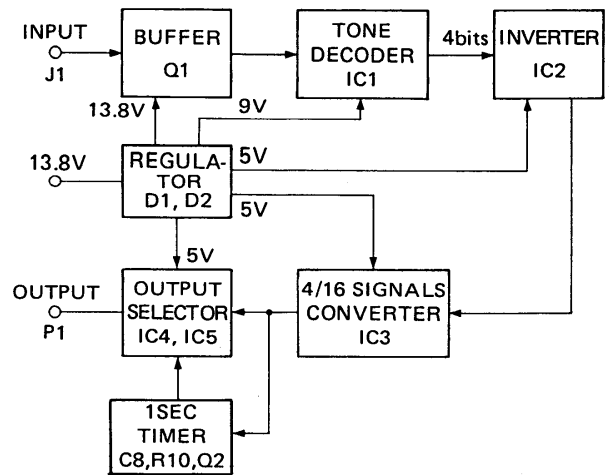 INPUT
J1
BUFFER
Q1
TONE
DECODER
IC1
4bits
INVERTER
IC2
13.8V
9V
13.8V
REGULA-
TOR
D1, D2
5V
5V
5V
OUTPUT
P1
OUTPUT
SELECTOR
IC4, IC5
4/16 SIGNALS
CONVERTER
IC3
1SEC
TIMER
C8,R10,Q2